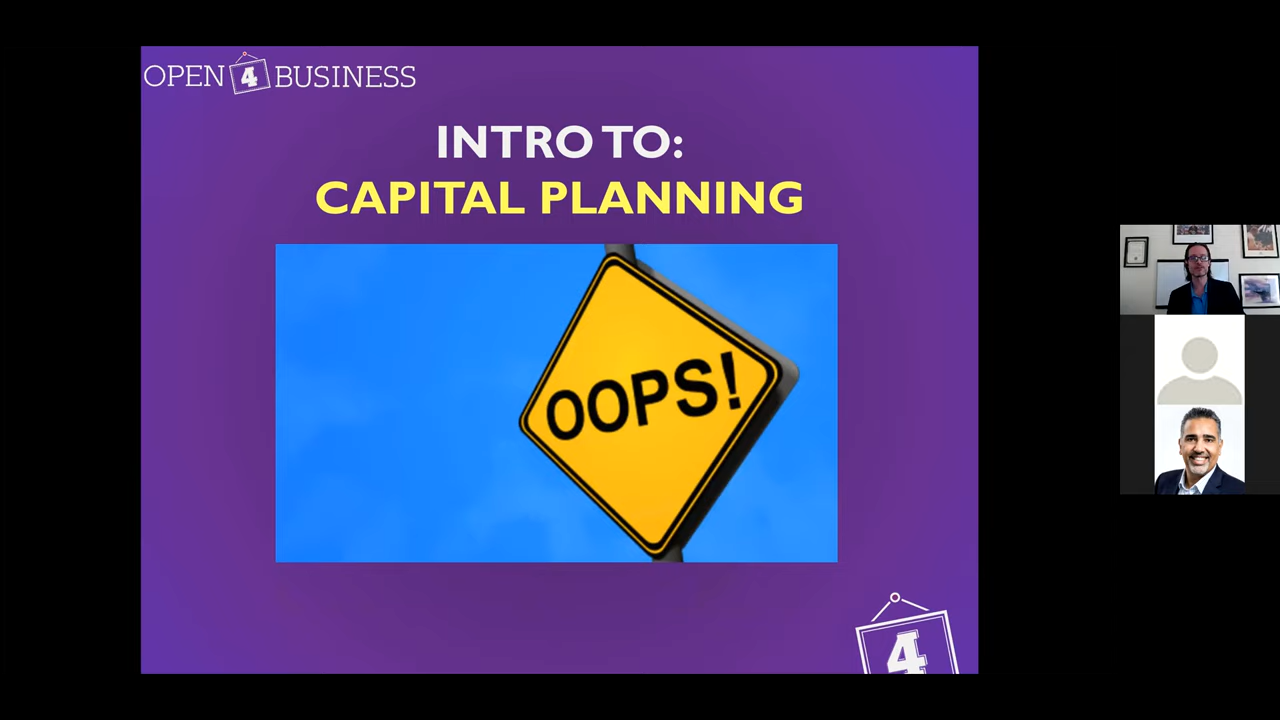 OPEN 4 BUSINESS
INTRO TO:
CAPITAL PLANNING
OOPS!
4